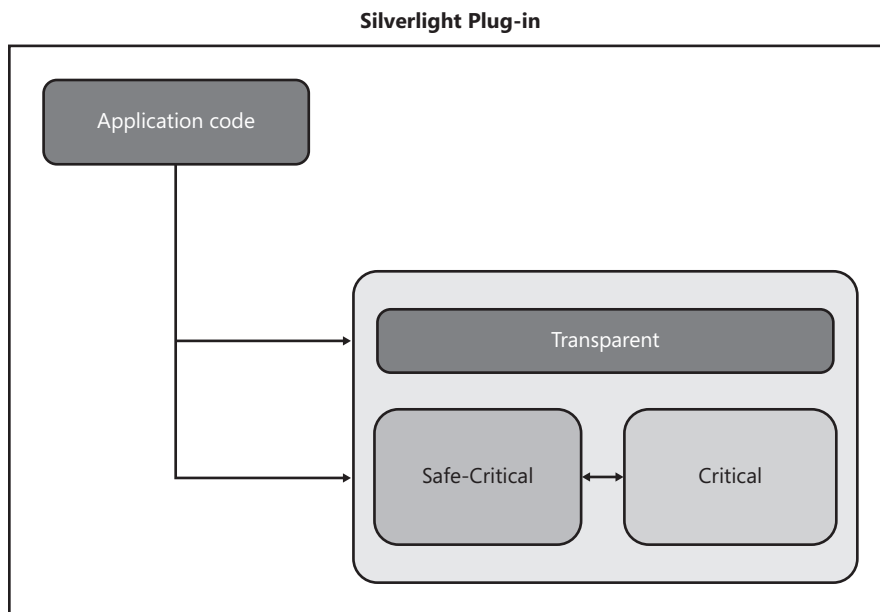 Silverlight Plug-in
Application code
Transparent
Safe-Critical
Critical